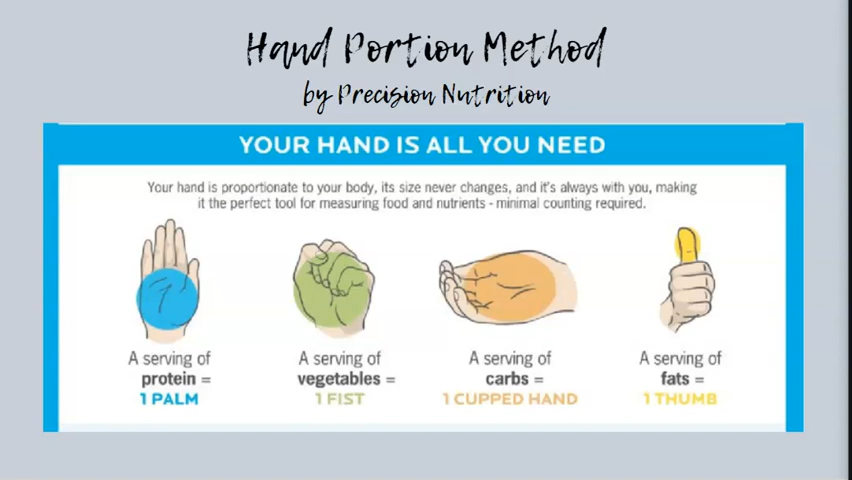 Hand Portion Method
by Precision Nutrition
YOUR HAND IS ALL YOU NEED
Your hand is proportionate to your body, its size never changes, and it's always with you, making
it the perfect tool for measuring food and nutrients - minimal counting required.
A serving of
protein =
1 PALM
A serving of
vegetables =
1 FIST
A serving of
carbs =
1 CUPPED HAND
A serving of
fats =
1 THUMB